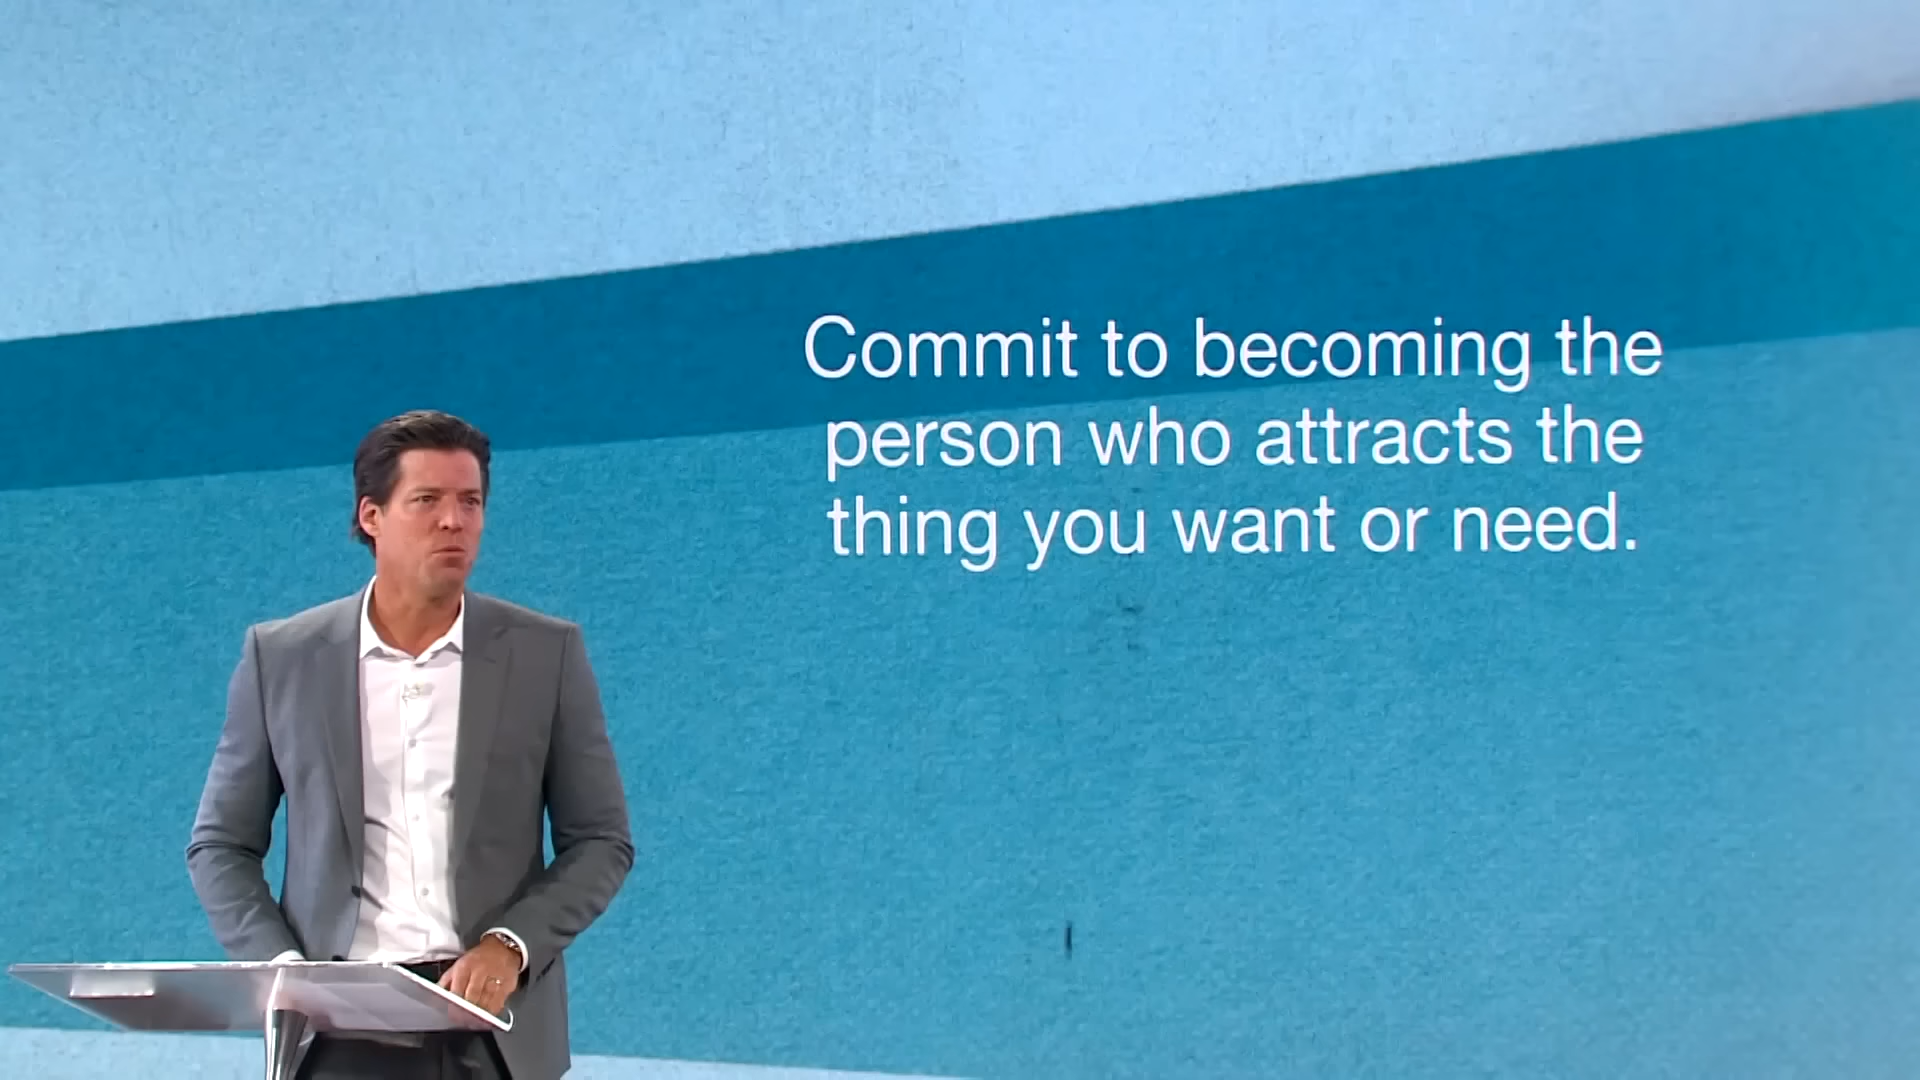 Commit to becoming the
person who attracts the
thing you want or need.